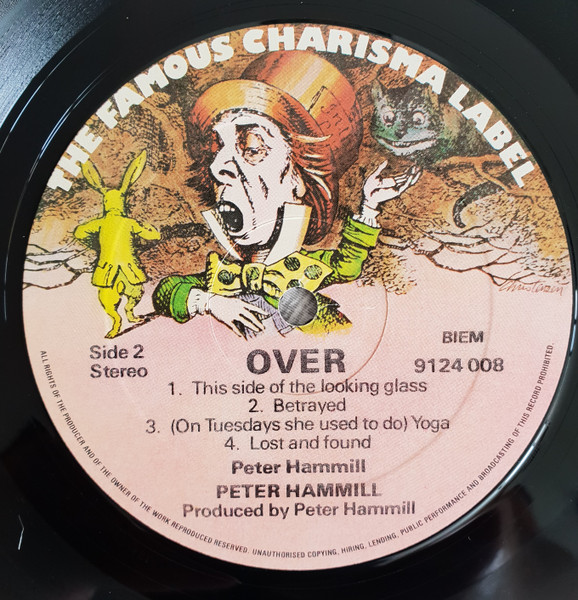 THE FAMOUS CHARISMA LABEL
Side 2
Stereo
OVER
BIEM
9124 008
1. This side of the looking glass
2. Betrayed
3. (On Tuesdays she used to do) Yoga
4. Lost and found
Peter Hammill
PETER HAMMILL
Produced by Peter Hammill
ALL RIGHTS OF THE PRODUCER AND OF THE OWNER OF THE WORK REPRODUCED RESERVED. UNAUTHORISED COPYING, HIRING, LENDING, PUBLIC PERFORMANCE AND BROADCASTING OF THIS RECORD PROHIBITED.